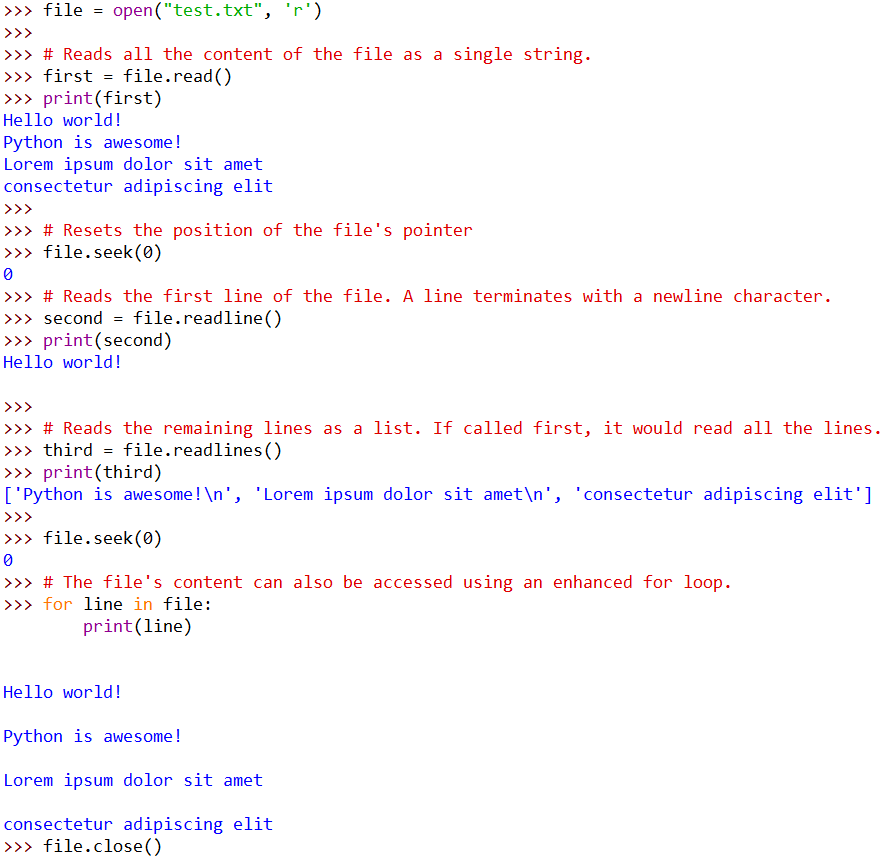 >>> file = open("test.txt", 'r')
>>>
>>> # Reads all the content of the file as a single string.
>>> first = file.read()
>>> print(first)
Hello world!
Python is awesome!
Lorem ipsum dolor sit amet
consectetur adipiscing elit
>>>
>>> # Resets the position of the file's pointer
>>> file.seek(0)
0
>>> # Reads the first line of the file. A line terminates with a newline character.
>>> second = file.readline()
>>> print(second)
Hello world!

>>>
>>> # Reads the remaining lines as a list. If called first, it would read all the lines.
>>> third = file.readlines()
>>> print(third)
['Python is awesome!\n', 'Lorem ipsum dolor sit amet\n', 'consectetur adipiscing elit']
>>>
>>> file.seek(0)
0
>>> # The file's content can also be accessed using an enhanced for loop.
>>> for line in file:
        print(line)


Hello world!

Python is awesome!

Lorem ipsum dolor sit amet

consectetur adipiscing elit
>>> file.close()